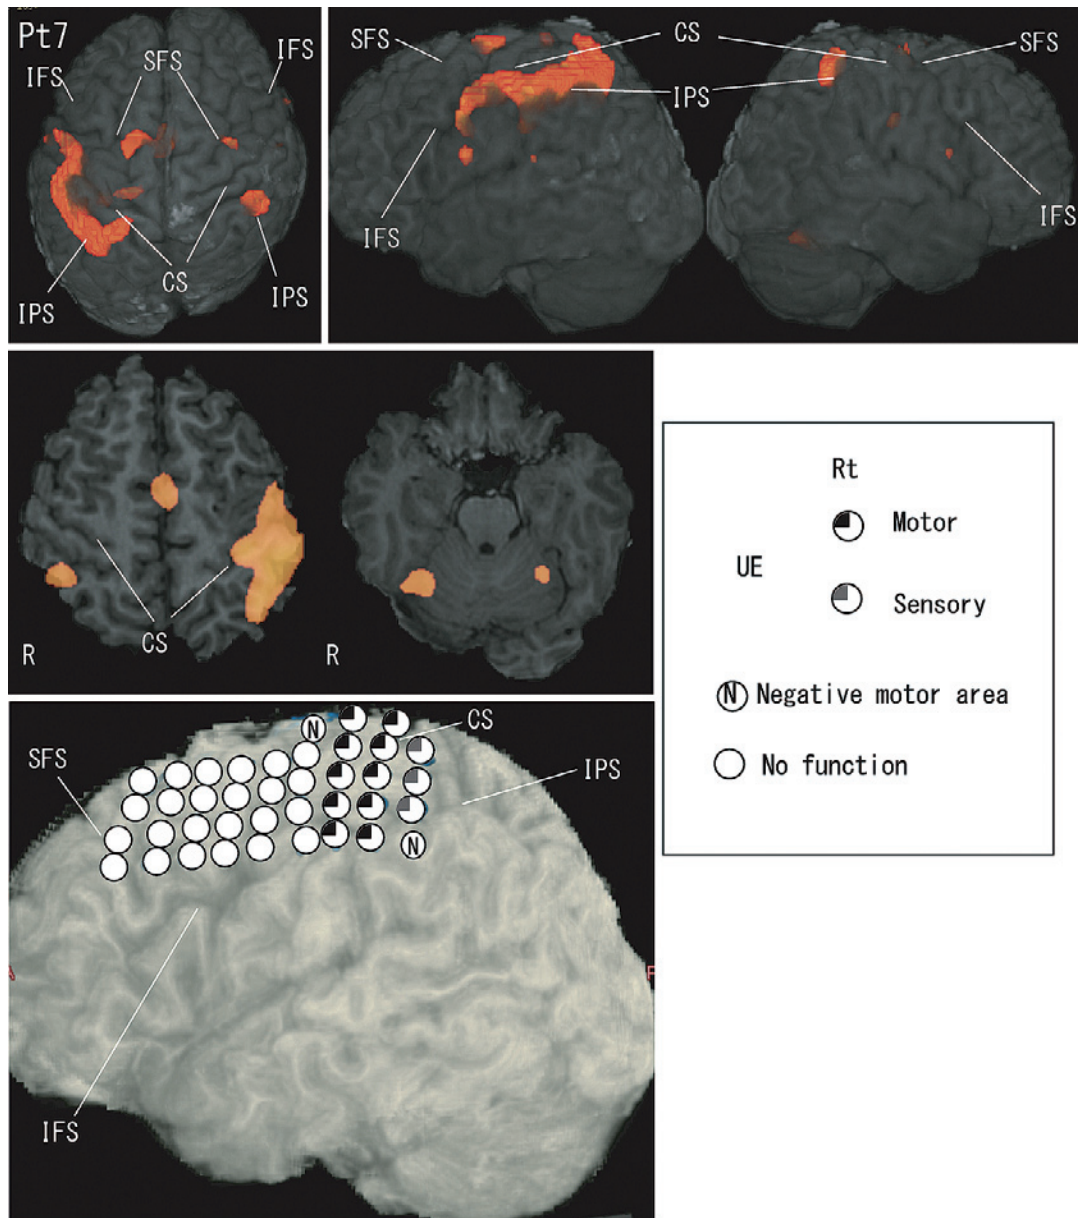 Pt7
IFS
SFS
IFS
IPS
CS
IPS
SFS
CS
SFS
IPS
IFS
IFS
R
CS
R
SFS
N
CS
IPS
N
IFS
A
P
Rt
Motor
UE
Sensory
N Negative motor area
No function